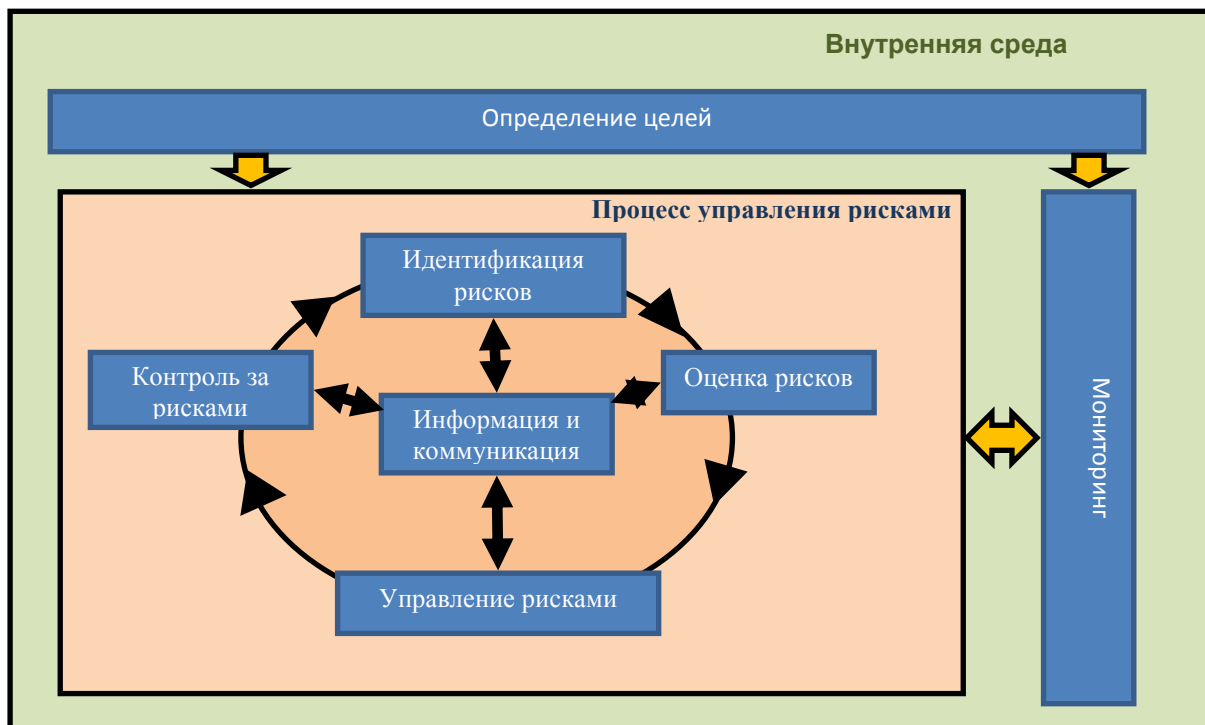 Внутренняя среда
Определение целей
Процесс управления рисками
Идентификация
рисков
Контроль за
рисками
Оценка рисков
Информация и
коммуникация
Управление рисками
Мониторинг